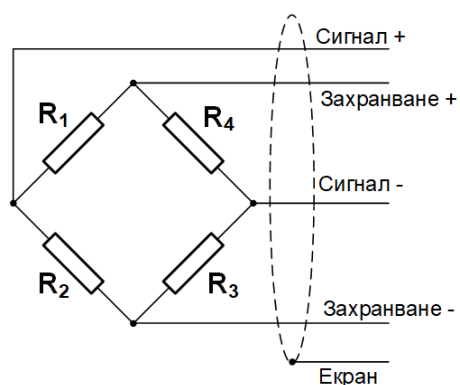 Сигнал +
Захранване +
R1
R4
Сигнал -
R2
R3
Захранване -
Екран